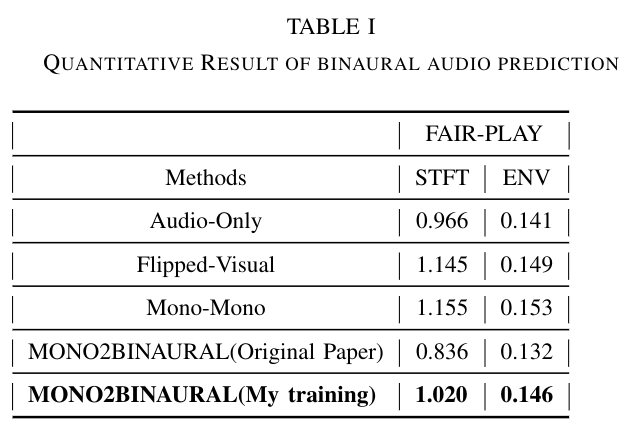 TABLE I
QUANTITATIVE RESULT OF BINAURAL AUDIO PREDICTION
FAIR-PLAY
Methods STFT ENV
Audio-Only 0.966 0.141
Flipped-Visual 1.145 0.149
Mono-Mono 1.155 0.153
MONO2BINAURAL(Original Paper) 0.836 0.132
MONO2BINAURAL(My training) 1.020 0.146